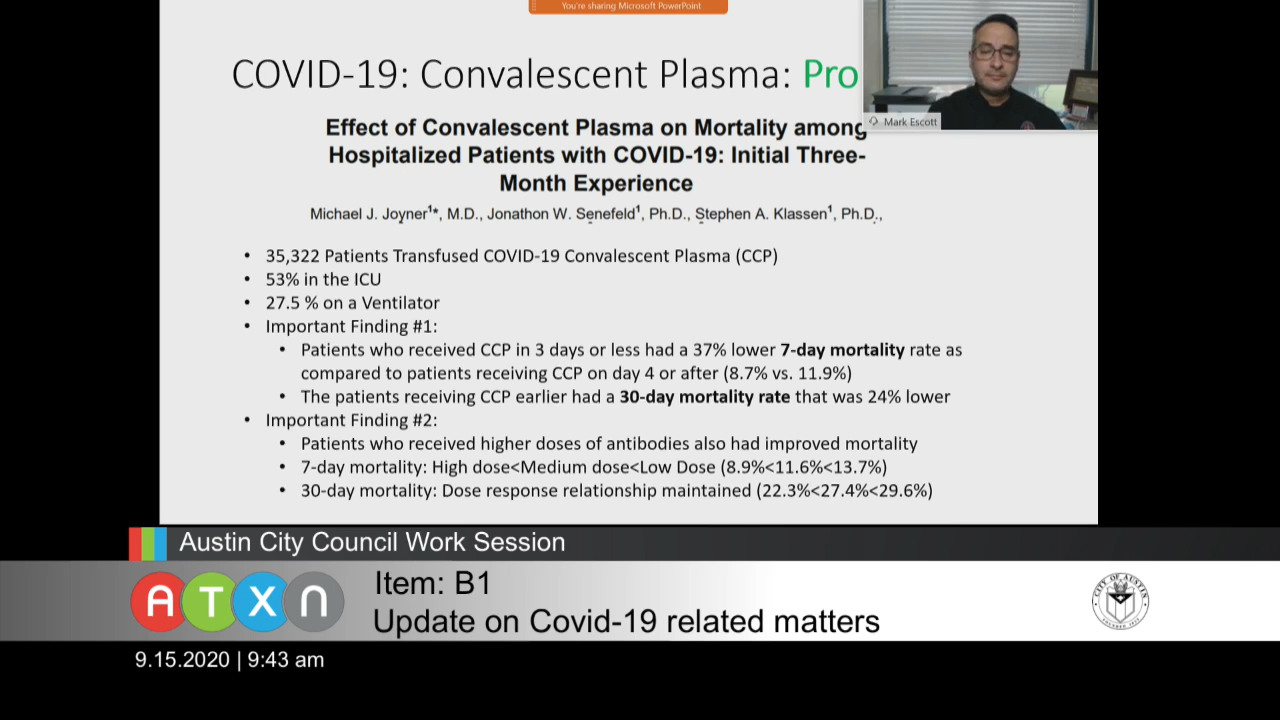 You're sharing Microsoft PowerPoint
COVID-19: Convalescent Plasma: Pro
Mark Escott
Effect of Convalescent Plasma on Mortality among
Hospitalized Patients with COVID-19: Initial Three-
Month Experience
Michael J. Joyner¹*, M.D., Jonathon W. Senefeld¹, Ph.D., Stephen A. Klassen¹, Ph.D.,
• 35,322 Patients Transfused COVID-19 Convalescent Plasma (CCP)
• 53% in the ICU
• 27.5 % on a Ventilator
• Important Finding #1:
• Patients who received CCP in 3 days or less had a 37% lower 7-day mortality rate as
compared to patients receiving CCP on day 4 or after (8.7% vs. 11.9%)
• The patients receiving CCP earlier had a 30-day mortality rate that was 24% lower
• Important Finding #2:
• Patients who received higher doses of antibodies also had improved mortality
• 7-day mortality: High dose<Medium dose<Low Dose (8.9%<11.6%<13.7%)
• 30-day mortality: Dose response relationship maintained (22.3%<27.4%<29.6%)
Austin City Council Work Session
ATXN
Item: B1
Update on Covid-19 related matters
CITY OF AUSTIN
9.15.2020 | 9:43 am